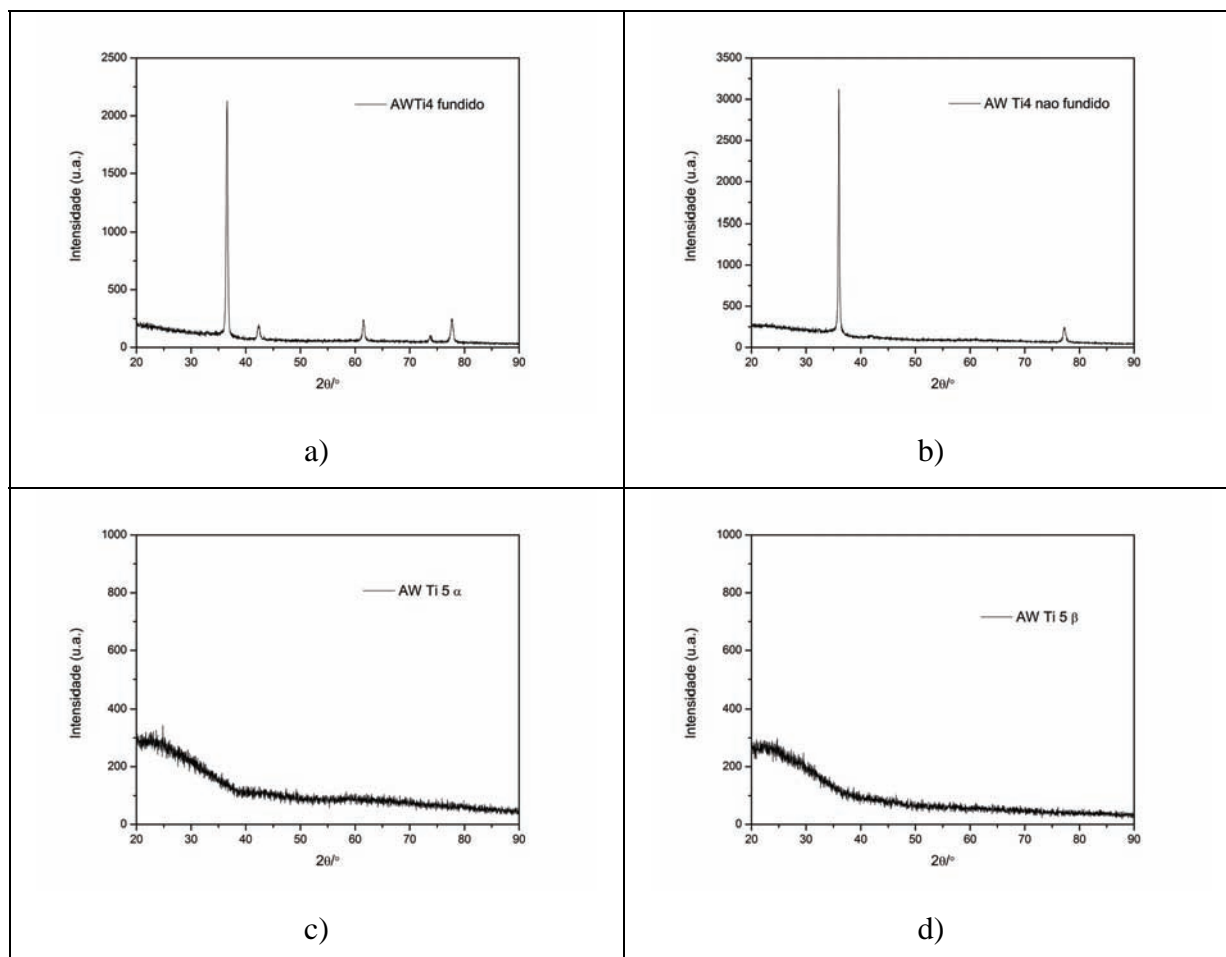 2500
2000
1500
1000
500
0
Intensidade (u.a.)
AWTi4 fundido
20 30 40 50 60 70 80 90
2θ/°
a)
3500
3000
2500
2000
1500
1000
500
0
Intensidade (u.a.)
AW Ti4 nao fundido
20 30 40 50 60 70 80 90
2θ/°
b)
1000
800
600
400
200
0
Intensidade (u.a.)
AW Ti 5 α
20 30 40 50 60 70 80 90
2θ/°
c)
1000
800
600
400
200
0
Intensidade (u.a.)
AW Ti 5 β
20 30 40 50 60 70 80 90
2θ/°
d)